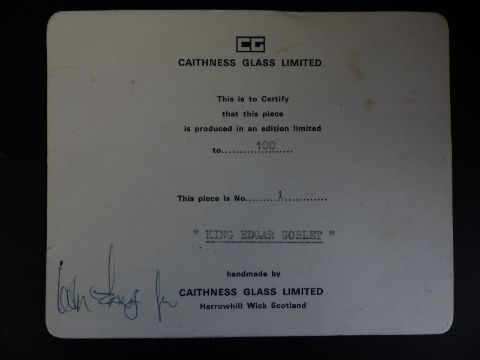 CG
CAITHNESS GLASS LIMITED
This is to Certify
that this piece
is produced in an edition limited
to.......100.......
This piece is No.......1.......
" KING EDGAR GOBLET "
handmade by
CAITHNESS GLASS LIMITED
Harrowhill Wick Scotland